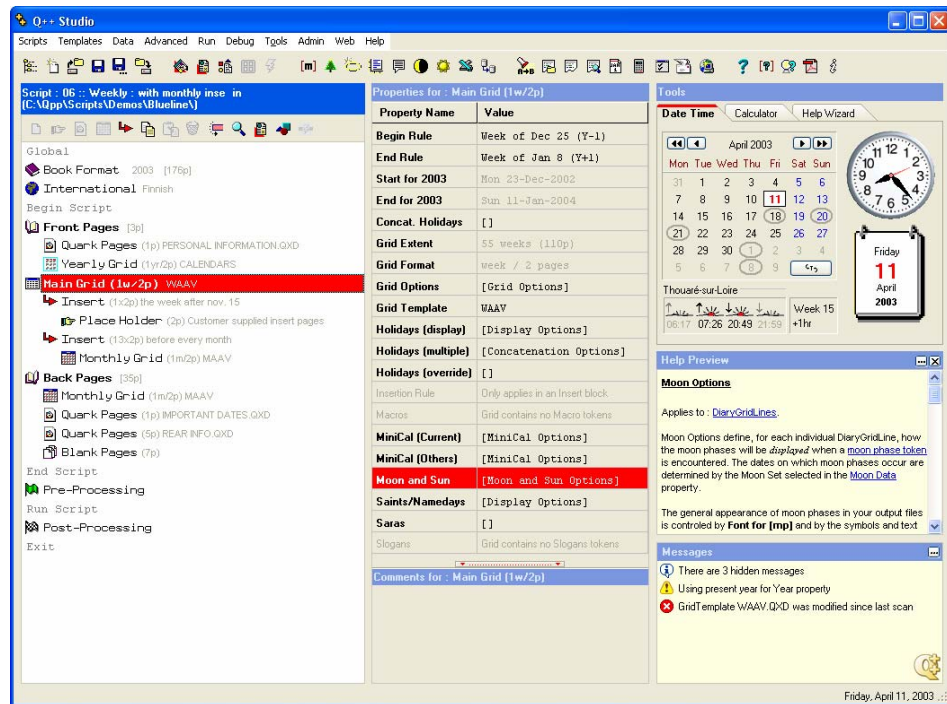 Q++ Studio
Scripts Templates Data Advanced Run Debug Tools Admin Web Help
Script : 06 :: Weekly : with monthly inse in
[C:\Qpp\Scripts\Demos\Blueline\]
Global
Book Format 2003 [176p]
International Finnish
Begin Script
Front Pages [3p]
Quark Pages (1p) PERSONAL INFORMATION.QXD
Yearly Grid (1yr/2p) CALENDARS
Main Grid (1w/2p) WAAV
Insert (1x2p) the week after nov. 15
Place Holder (2p) Customer supplied insert pages
Insert (13x2p) before every month
Monthly Grid (1m/2p) MAAV
Back Pages [35p]
Monthly Grid (1m/2p) MAAV
Quark Pages (1p) IMPORTANT DATES.QXD
Quark Pages (5p) REAR INFO.QXD
Blank Pages (7p)
End Script
Pre-Processing
Run Script
Post-Processing
Exit
Properties for : Main Grid (1w/2p)
Property Name Value
Begin Rule Week of Dec 25 (Y-1)
End Rule Week of Jan 8 (Y+1)
Start for 2003 Mon 23-Dec-2002
End for 2003 Sun 11-Jan-2004
Concat. Holidays []
Grid Extent 55 weeks (110p)
Grid Format week / 2 pages
Grid Options [Grid Options]
Grid Template WAAV
Holidays (display) [Display Options]
Holidays (multiple) [Concatenation Options]
Holidays (override) []
Insertion Rule Only applies in an Insert block
Macros Grid contains no Macro tokens
MiniCal (Current) [MiniCal Options]
MiniCal (Others) [MiniCal Options]
Moon and Sun [Moon and Sun Options]
Saints/Namedays [Display Options]
Saras []
Slogans Grid contains no Slogans tokens
Comments for : Main Grid (1w/2p)
Tools
Date Time Calculator Help Wizard
April 2003
Mon Tue Wed Thu Fri Sat Sun
31 1 2 3 4 5 6
7 8 9 10 11 12 13
14 15 16 17 18 19 20
21 22 23 24 25 26 27
28 29 30 1 2 3 4
5 6 7 8 9
Thouaré-sur-Loire
06:17 07:26 20:49 21:59
Week 15
+1hr
11 12 1
10 2
9 3
8 4
7 6 5
Friday
11
April
2003
Help Preview
Moon Options
Applies to : DiaryGridLines.
Moon Options define, for each individual DiaryGridLine, how
the moon phases will be displayed when a moon phase token
is encountered. The dates on which moon phases occur are
determined by the Moon Set selected in the Moon Data
property.
The general appearance of moon phases in your output files
is controled by Font for [mp] and by the symbols and text
Messages
There are 3 hidden messages
Using present year for Year property
GridTemplate WAAV.QXD was modified since last scan
Friday, April 11, 2003